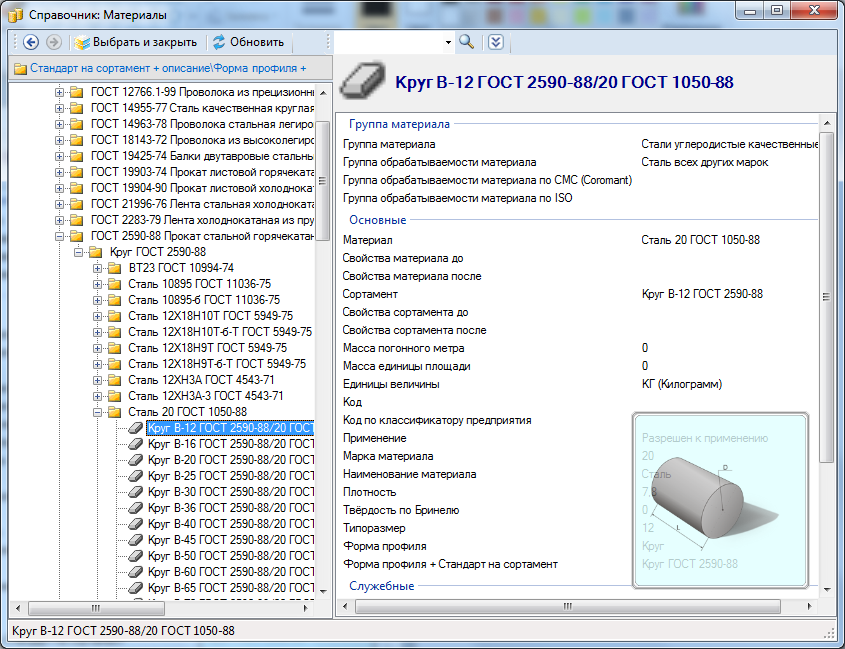 Справочник: Материалы
Выбрать и закрыть
Обновить
Стандарт на сортамент + описание\Форма профиля +
ГОСТ 12766.1-99 Проволока из прецизионн
ГОСТ 14955-77 Сталь качественная круглая
ГОСТ 14963-78 Проволока стальная легиро
ГОСТ 18143-72 Проволока из высоколегиро
ГОСТ 19425-74 Балки двутавровые стальны
ГОСТ 19903-74 Прокат листовой горячеката
ГОСТ 19904-90 Прокат листовой холоднока
ГОСТ 21996-76 Лента стальная холодноката
ГОСТ 2283-79 Лента холоднокатаная из пру
ГОСТ 2590-88 Прокат стальной горячекатан
Круг ГОСТ 2590-88
ВТ23 ГОСТ 10994-74
Сталь 10895 ГОСТ 11036-75
Сталь 10895-б ГОСТ 11036-75
Сталь 12Х18Н10Т ГОСТ 5949-75
Сталь 12Х18Н10Т-б-Т ГОСТ 5949-75
Сталь 12Х18Н9Т ГОСТ 5949-75
Сталь 12Х18Н9Т-б-Т ГОСТ 5949-75
Сталь 12ХН3А ГОСТ 4543-71
Сталь 12ХН3А-3 ГОСТ 4543-71
Сталь 20 ГОСТ 1050-88
Круг В-12 ГОСТ 2590-88/20 ГОСТ
Круг В-16 ГОСТ 2590-88/20 ГОСТ
Круг В-20 ГОСТ 2590-88/20 ГОСТ
Круг В-25 ГОСТ 2590-88/20 ГОСТ
Круг В-30 ГОСТ 2590-88/20 ГОСТ
Круг В-36 ГОСТ 2590-88/20 ГОСТ
Круг В-40 ГОСТ 2590-88/20 ГОСТ
Круг В-45 ГОСТ 2590-88/20 ГОСТ
Круг В-50 ГОСТ 2590-88/20 ГОСТ
Круг В-60 ГОСТ 2590-88/20 ГОСТ
Круг В-65 ГОСТ 2590-88/20 ГОСТ
Круг В-12 ГОСТ 2590-88/20 ГОСТ 1050-88
Группа материала
Группа материала Стали углеродистые качественные
Группа обрабатываемости материала Сталь всех других марок
Группа обрабатываемости материала по СМС (Coromant)
Группа обрабатываемости материала по ISO
Основные
Материал Сталь 20 ГОСТ 1050-88
Свойства материала до
Свойства материала после
Сортамент Круг В-12 ГОСТ 2590-88
Свойства сортамента до
Свойства сортамента после
Масса погонного метра 0
Масса единицы площади 0
Единицы величины КГ (Килограмм)
Код
Код по классификатору предприятия
Применение Разрешен к применению
Марка материала 20
Наименование материала Сталь
Плотность 7,8
Твёрдость по Бринелю 0
Типоразмер 12
Форма профиля Круг
Форма профиля + Стандарт на сортамент Круг ГОСТ 2590-88
D
L
Служебные
Круг В-12 ГОСТ 2590-88/20 ГОСТ 1050-88